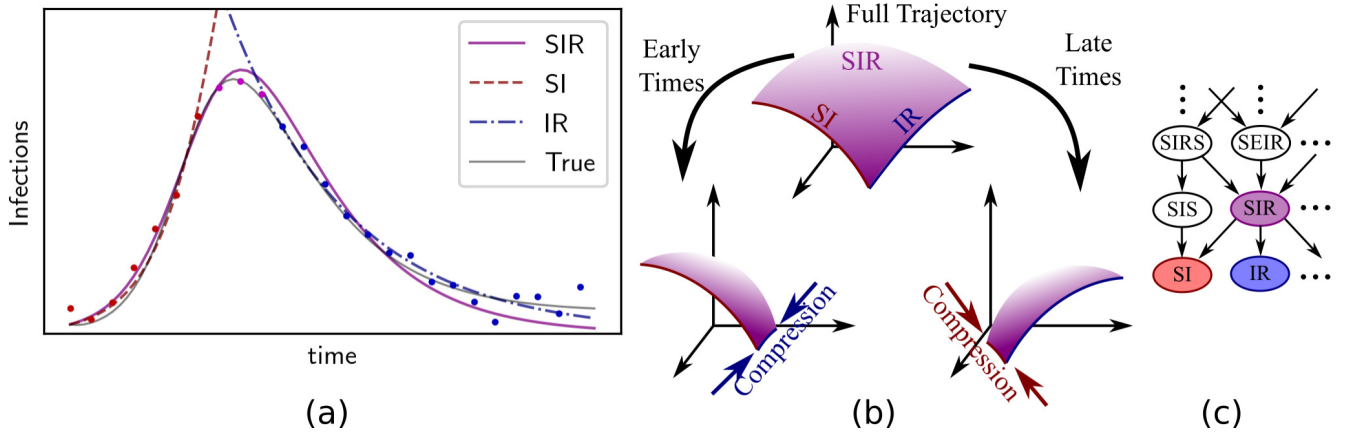 SIR
SI
IR
True
Infections
time
(a)
Full Trajectory
Early
Times
Late
Times
SIR
SI
IR
Compression
Compression
(b)
SIRS
SEIR
SIS
SIR
SI
IR
(c)